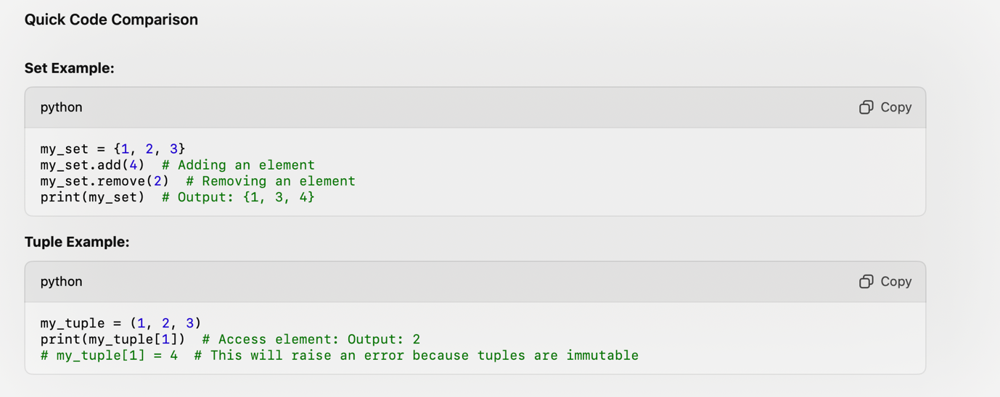 Quick Code Comparison
Set Example:
python
Copy
my_set = {1, 2, 3}
my_set.add(4)  # Adding an element
my_set.remove(2)  # Removing an element
print(my_set)  # Output: {1, 3, 4}
Tuple Example:
python
Copy
my_tuple = (1, 2, 3)
print(my_tuple[1])  # Access element: Output: 2
# my_tuple[1] = 4  # This will raise an error because tuples are immutable